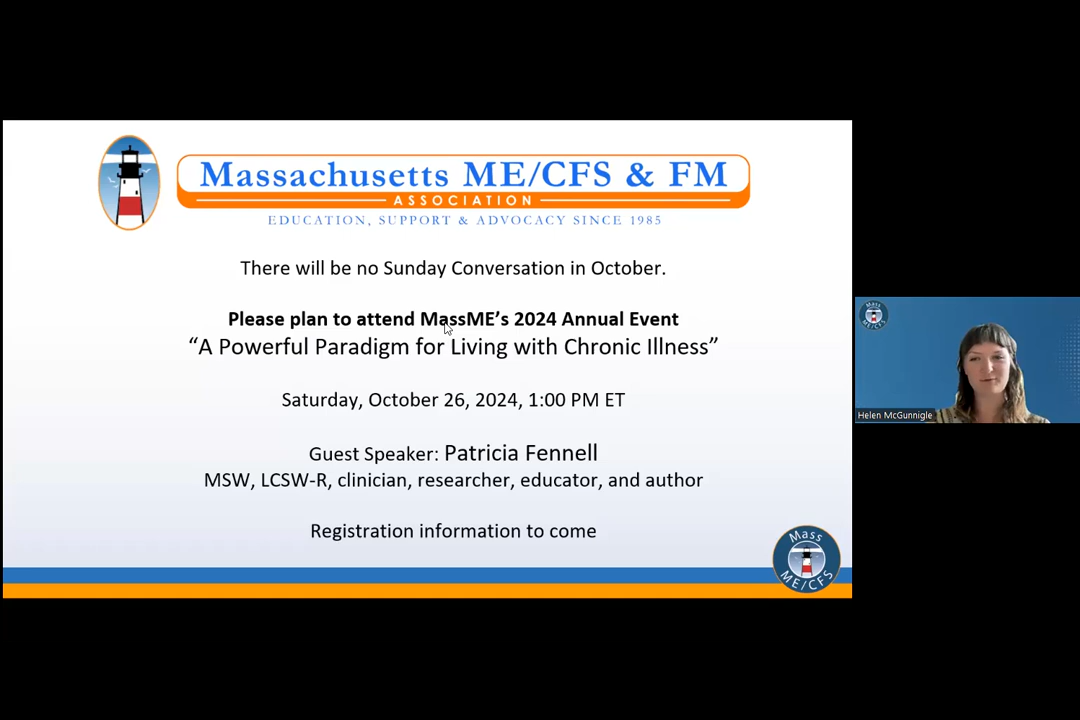 Massachusetts ME/CFS & FM
ASSOCIATION
EDUCATION, SUPPORT & ADVOCACY SINCE 1985
There will be no Sunday Conversation in October.
Please plan to attend MassME’s 2024 Annual Event
“A Powerful Paradigm for Living with Chronic Illness”
Saturday, October 26, 2024, 1:00 PM ET
Guest Speaker: Patricia Fennell
MSW, LCSW-R, clinician, researcher, educator, and author
Registration information to come
Mass
ME/CFS
Mass
ME/CFS
Helen McGunnigle